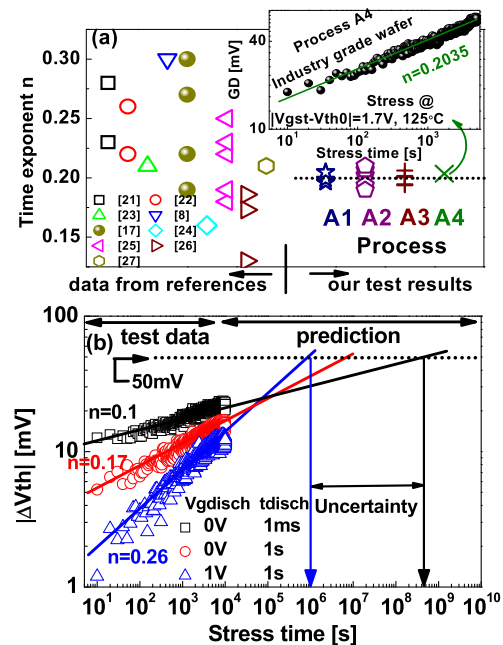 (a)
Time exponent n
0.30
0.25
0.20
0.15
[21] [22]
[23] [8]
[17] [24]
[25] [26]
[27]
GD [mV]
40
10
Process A4
Industry grade wafer
n=0.2035
Stress @
|Vgst-Vth0|=1.7V, 125°C
10¹ 10² 10³
Stress time [s]
A1 A2 A3 A4
Process
data from references
our test results
(b)
|ΔVth| [mV]
100
10
1
test data
prediction
50mV
n=0.1
n=0.17
n=0.26
Vgdisch tdisch
0V 1ms
0V 1s
1V 1s
Uncertainty
10¹ 10² 10³ 10⁴ 10⁵ 10⁶ 10⁷ 10⁸ 10⁹ 10¹⁰
Stress time [s]